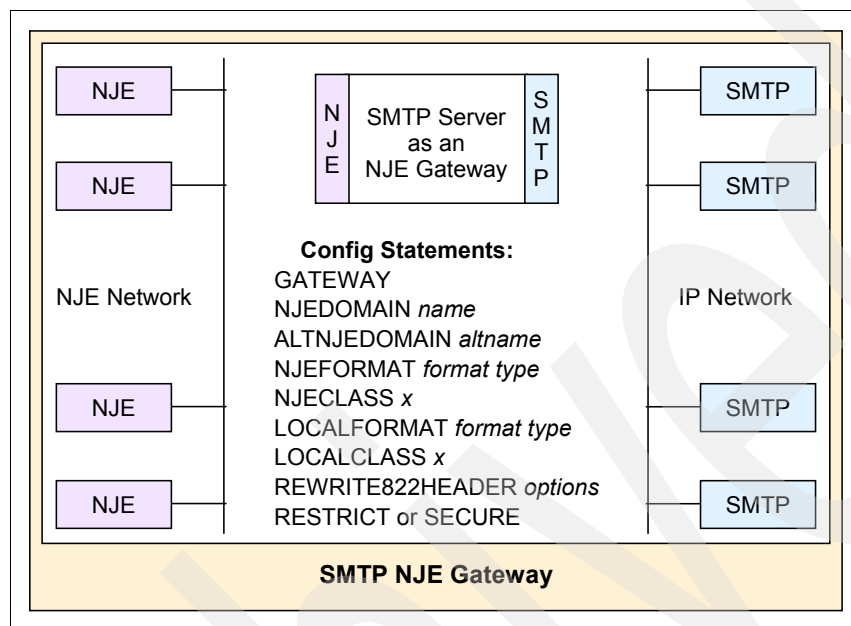 NJE
NJE
NJE Network
NJE
NJE
NJE
SMTP Server
as an
NJE Gateway
SMTP
Config Statements:
GATEWAY
NJEDOMAIN name
ALTNJEDOMAIN altname
NJEFORMAT format type
NJECLASS x
LOCALFORMAT format type
LOCALCLASS x
REWRITE822HEADER options
RESTRICT or SECURE
SMTP
SMTP
IP Network
SMTP
SMTP
SMTP NJE Gateway